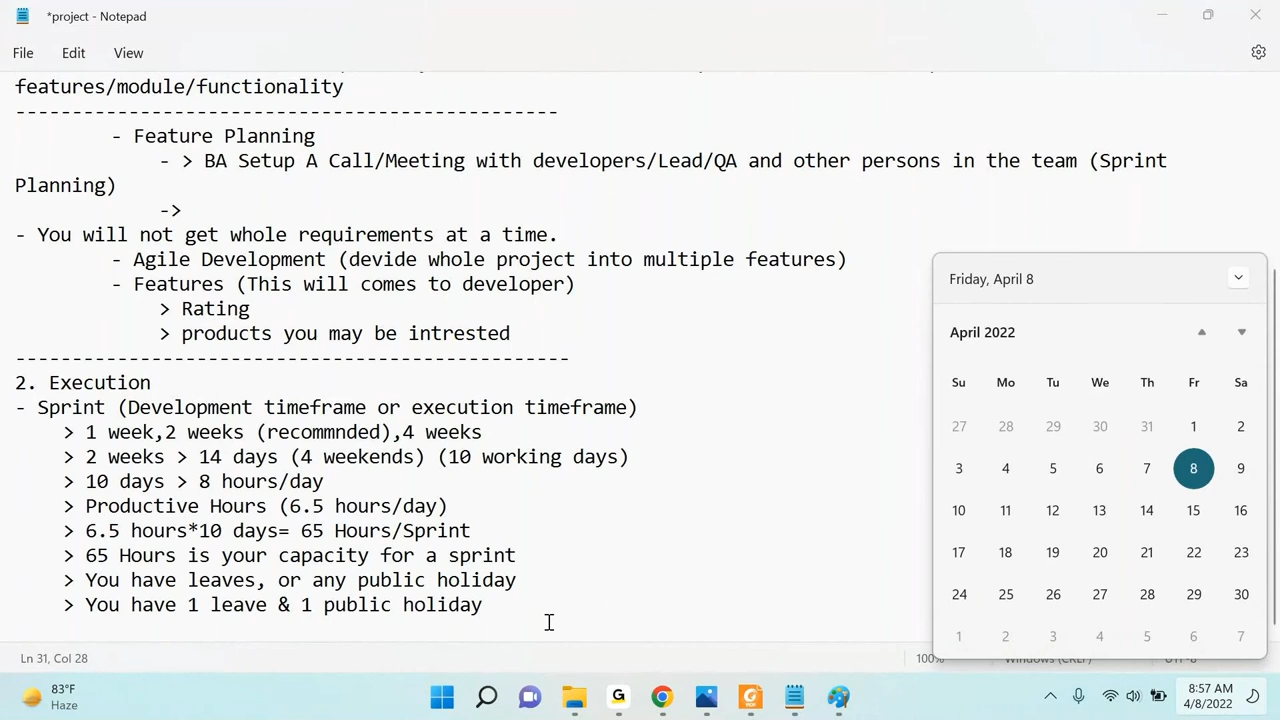 *project - Notepad
File Edit View
features/module/functionality
------------------------------------------------
- Feature Planning
- > BA Setup A Call/Meeting with developers/Lead/QA and other persons in the team (Sprint
Planning)
->
- You will not get whole requirements at a time.
- Agile Development (devide whole project into multiple features)
- Features (This will comes to developer)
> Rating
> products you may be intrested
-------------------------------------------------
2. Execution
- Sprint (Development timeframe or execution timeframe)
> 1 week,2 weeks (recommnded),4 weeks
> 2 weeks > 14 days (4 weekends) (10 working days)
> 10 days > 8 hours/day
> Productive Hours (6.5 hours/day)
> 6.5 hours*10 days= 65 Hours/Sprint
> 65 Hours is your capacity for a sprint
> You have leaves, or any public holiday
> You have 1 leave & 1 public holiday
Friday, April 8
April 2022
Su Mo Tu We Th Fr Sa
27 28 29 30 31 1 2
3 4 5 6 7 8 9
10 11 12 13 14 15 16
17 18 19 20 21 22 23
24 25 26 27 28 29 30
1 2 3 4 5 6 7
Ln 31, Col 28
100%
83°F
Haze
G
PDF
8:57 AM
4/8/2022